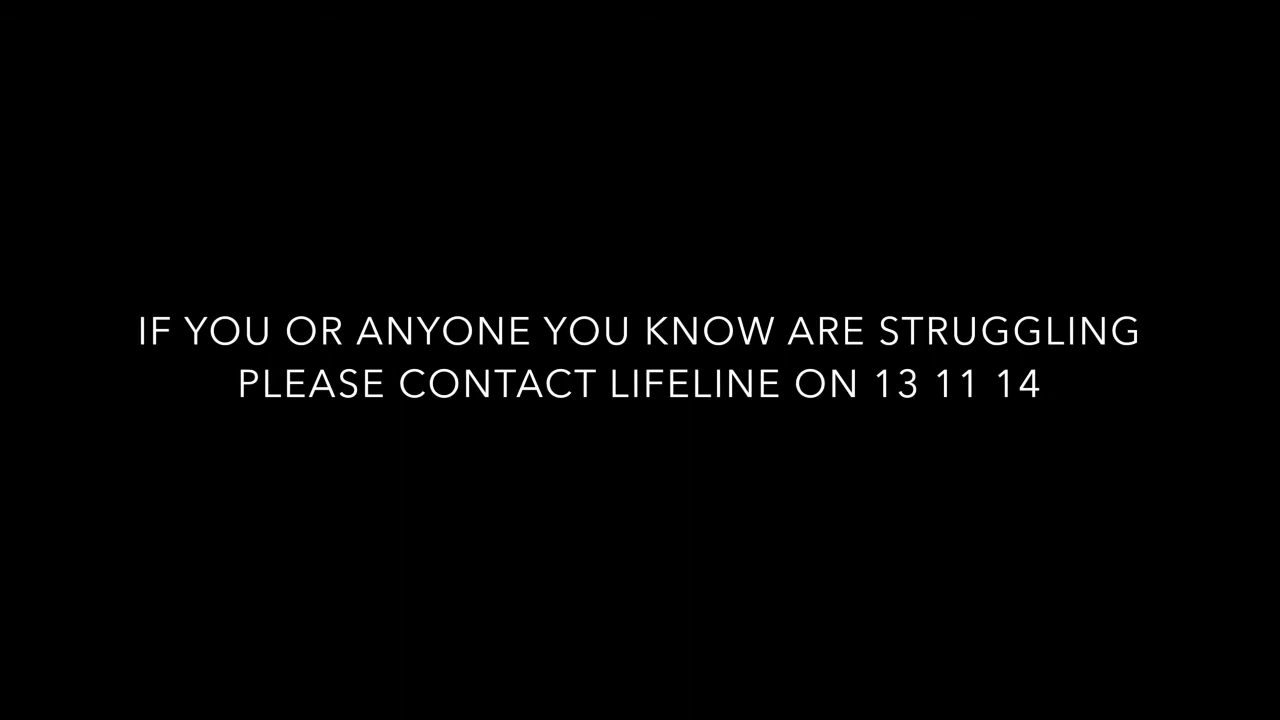 IF YOU OR ANYONE YOU KNOW ARE STRUGGLING
PLEASE CONTACT LIFELINE ON 13 11 14